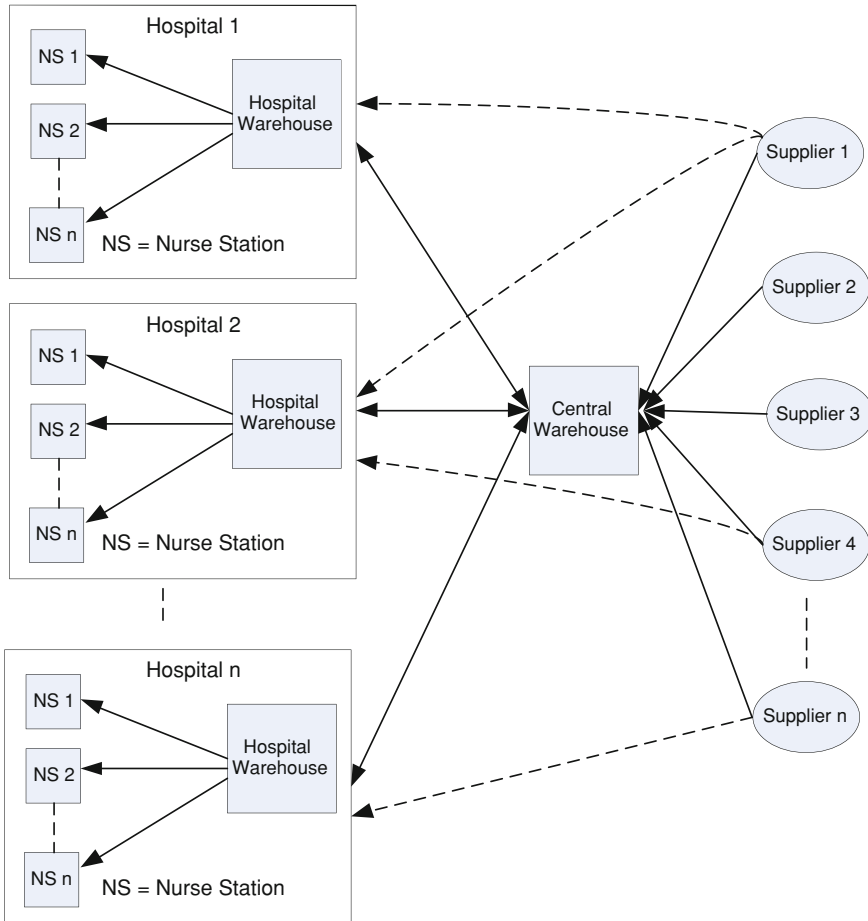 Hospital 1
NS 1
NS 2
NS n
Hospital
Warehouse
NS = Nurse Station
Hospital 2
NS 1
NS 2
NS n
Hospital
Warehouse
NS = Nurse Station
Hospital n
NS 1
NS 2
NS n
Hospital
Warehouse
NS = Nurse Station
Central
Warehouse
Supplier 1
Supplier 2
Supplier 3
Supplier 4
Supplier n